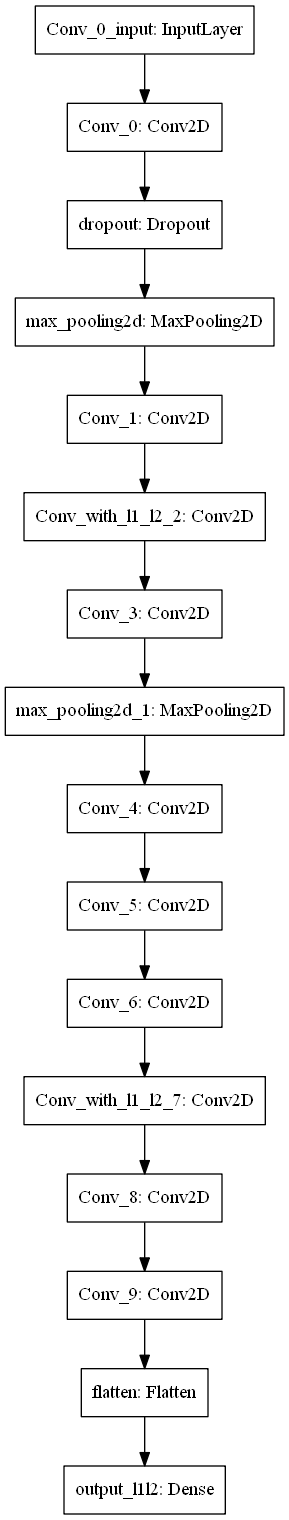 Conv_0_input: InputLayer
Conv_0: Conv2D
dropout: Dropout
max_pooling2d: MaxPooling2D
Conv_1: Conv2D
Conv_with_l1_l2_2: Conv2D
Conv_3: Conv2D
max_pooling2d_1: MaxPooling2D
Conv_4: Conv2D
Conv_5: Conv2D
Conv_6: Conv2D
Conv_with_l1_l2_7: Conv2D
Conv_8: Conv2D
Conv_9: Conv2D
flatten: Flatten
output_l1l2: Dense